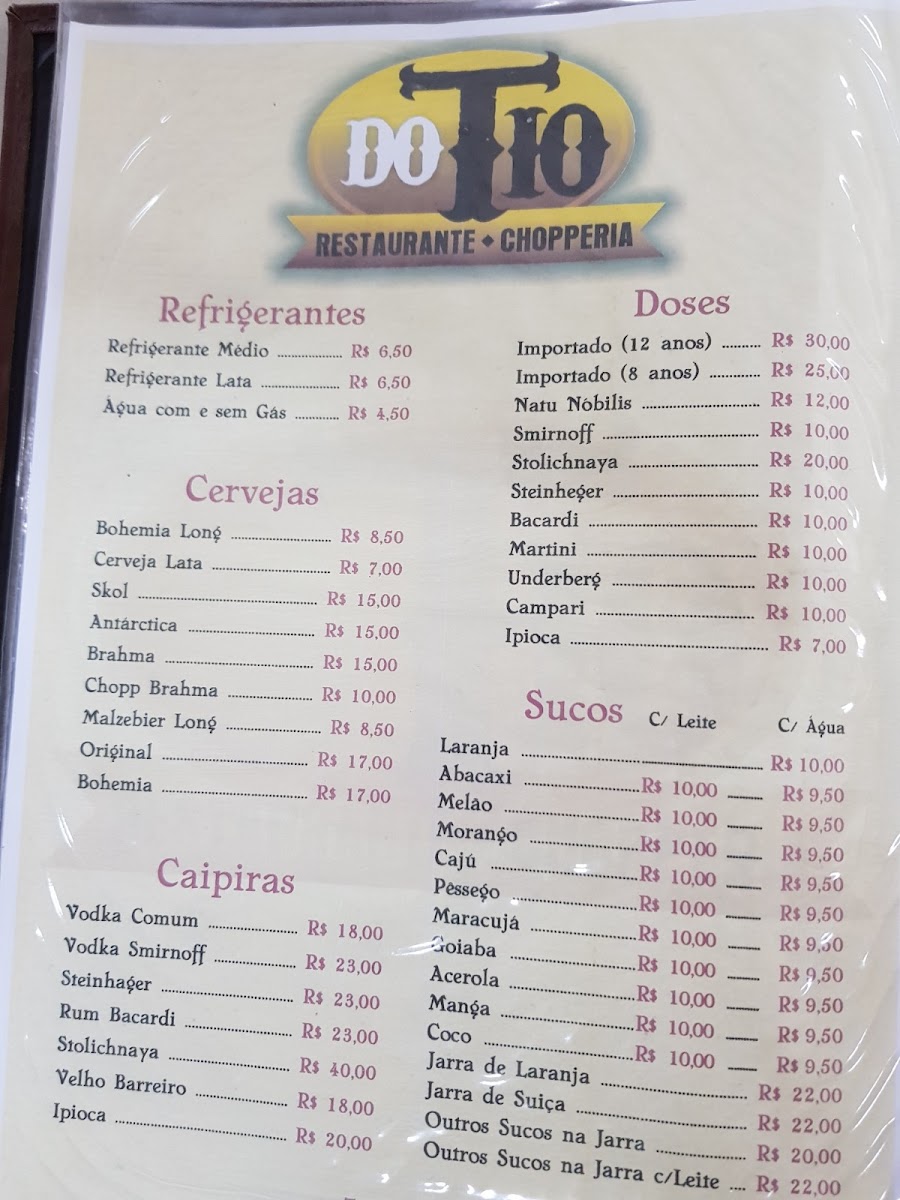 DO TIO
RESTAURANTE • CHOPPERIA
Refrigerantes
Refrigerante Médio ................ R$ 6,50
Refrigerante Lata .................... R$ 6,50
Água com e sem Gás ........... R$ 4,50
Cervejas
Bohemia Long ......................... R$ 8,50
Cerveja Lata .............................. R$ 7,00
Skol ............................................. R$ 15,00
Antárctica ................................ R$ 15,00
Brahma ..................................... R$ 15,00
Chopp Brahma ..................... R$ 10,00
Malzebier Long ....................... R$ 8,50
Original .................................... R$ 17,00
Bohemia ..................................... R$ 17,00
Caipiras
Vodka Comum ...................... R$ 18,00
Vodka Smirnoff .................... R$ 23,00
Steinhager ................................ R$ 23,00
Rum Bacardi .......................... R$ 23,00
Stolichnaya .............................. R$ 40,00
Velho Barreiro ....................... R$ 18,00
Ipioca .......................................... R$ 20,00
Doses
Importado (12 anos) ......... R$ 30,00
Importado (8 anos) ............ R$ 25,00
Natu Nóbilis ............................ R$ 12,00
Smirnoff ..................................... R$ 10,00
Stolichnaya ............................... R$ 20,00
Steinheger .................................. R$ 10,00
Bacardi ........................................ R$ 10,00
Martini ........................................ R$ 10,00
Underberg .................................. R$ 10,00
Campari ...................................... R$ 10,00
Ipioca ............................................... R$ 7,00
Sucos C/ Leite C/ Água
Laranja .......................................................... R$ 10,00
Abacaxi ............................R$ 10,00 ........ R$ 9,50
Melão .................................R$ 10,00 ........ R$ 9,50
Morango ..........................R$ 10,00 ........ R$ 9,50
Cajú ....................................R$ 10,00 ........ R$ 9,50
Pêssego ..............................R$ 10,00 ........ R$ 9,50
Maracujá .........................R$ 10,00 ........ R$ 9,50
Goiaba ...............................R$ 10,00 ........ R$ 9,50
Acerola ..............................R$ 10,00 ........ R$ 9,50
Manga ................................R$ 10,00 ........ R$ 9,50
Coco ....................................R$ 10,00 ........ R$ 9,50
Jarra de Laranja .................................... R$ 22,00
Jarra de Suiça .......................................... R$ 22,00
Outros Sucos na Jarra ...................... R$ 20,00
Outros Sucos na Jarra c/Leite .... R$ 22,00